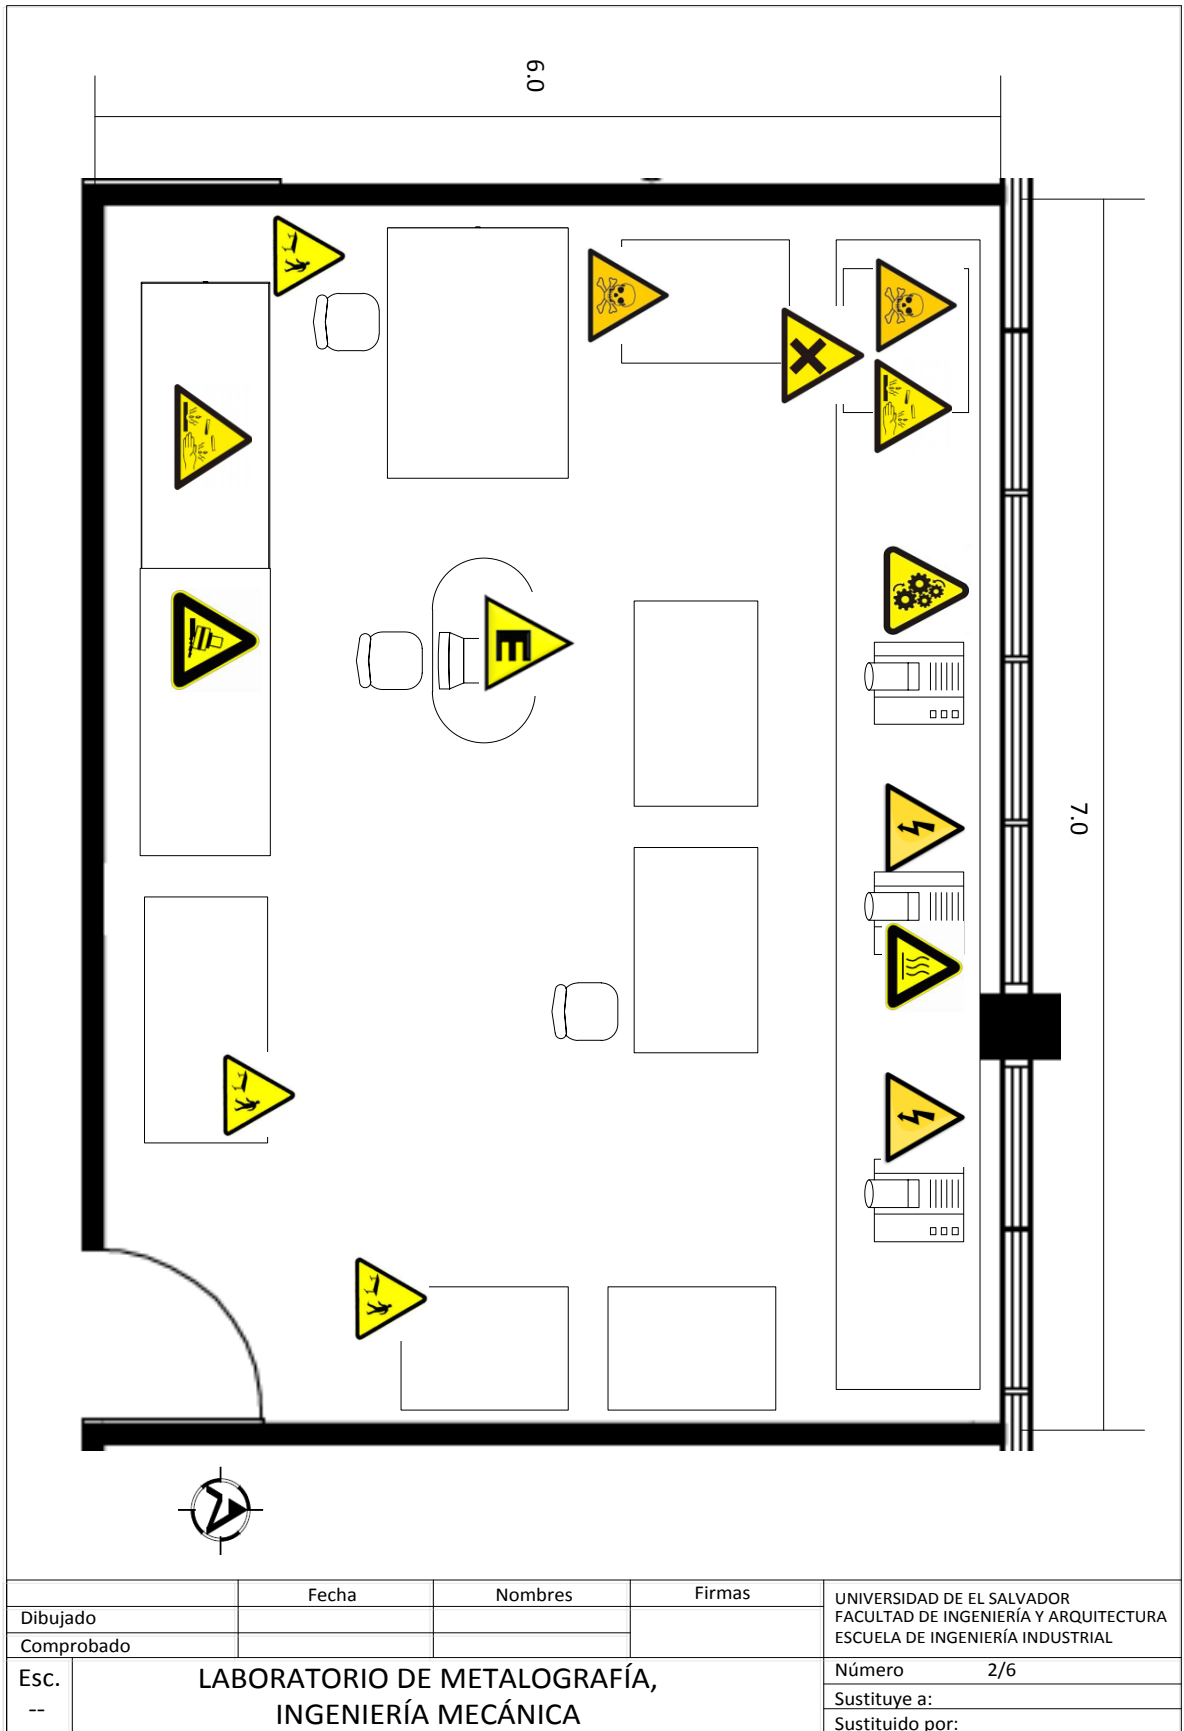 6.0
7.0
E
Fecha
Nombres
Firmas
Dibujado
Comprobado
UNIVERSIDAD DE EL SALVADOR
FACULTAD DE INGENIERÍA Y ARQUITECTURA
ESCUELA DE INGENIERÍA INDUSTRIAL
Esc.
--
LABORATORIO DE METALOGRAFÍA,
INGENIERÍA MECÁNICA
Número 2/6
Sustituye a:
Sustituido por: